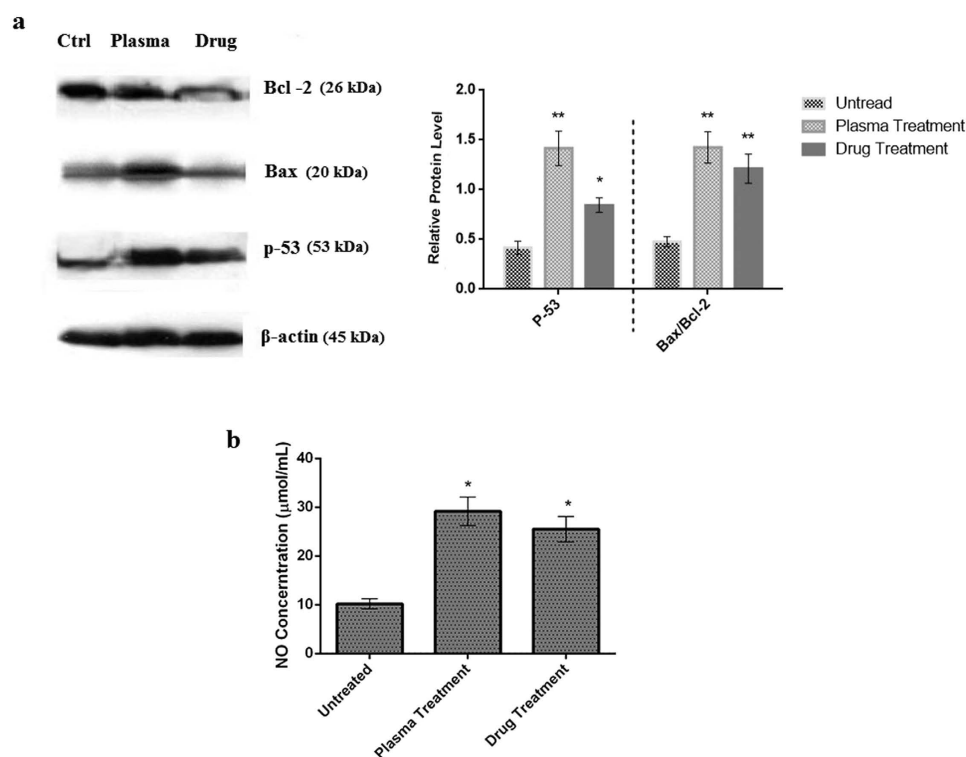 a
Ctrl Plasma Drug
Bcl -2 (26 kDa)
Bax (20 kDa)
p-53 (53 kDa)
β-actin (45 kDa)
Relative Protein Level
2.0
1.5
1.0
0.5
0.0
** * ** **
P-53
Bax/Bcl-2
Untread
Plasma Treatment
Drug Treatment
b
NO Concerntration (µmol/mL)
40
30
20
10
0
* *
Untreated
Plasma Treatment
Drug Treatment